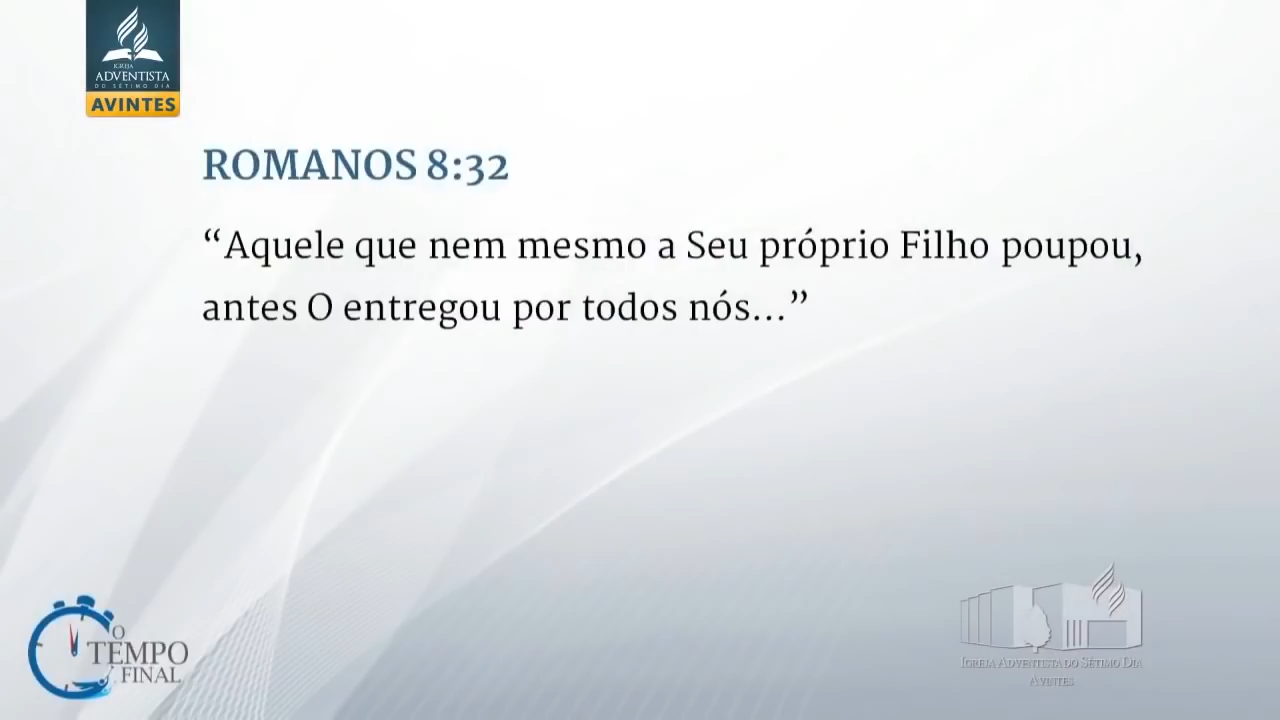 IGREJA
ADVENTISTA
DO SÉTIMO DIA
AVINTES
ROMANOS 8:32
“Aquele que nem mesmo a Seu próprio Filho poupou,
antes O entregou por todos nós...”
O
TEMPO
FINAL
IGREJA ADVENTISTA DO SÉTIMO DIA
AVINTES